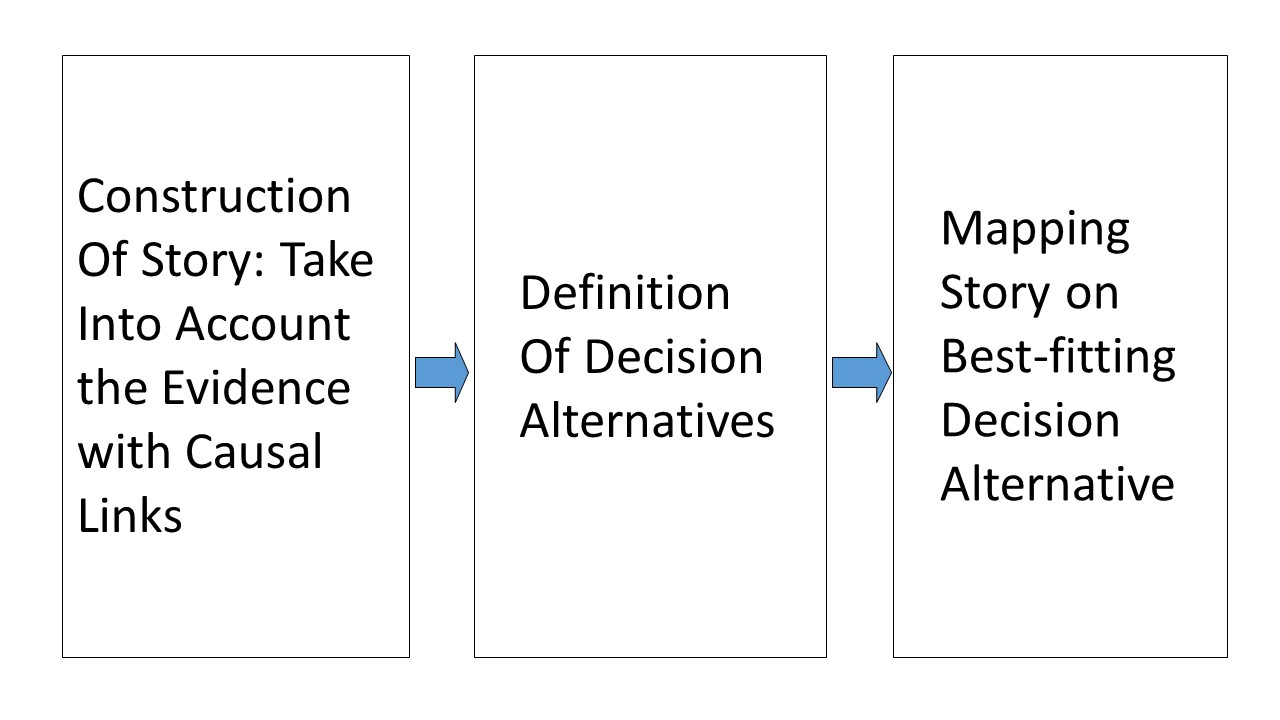 Construction
Of Story: Take
Into Account
the Evidence
with Causal
Links
Definition
Of Decision
Alternatives
Mapping
Story on
Best-fitting
Decision
Alternative